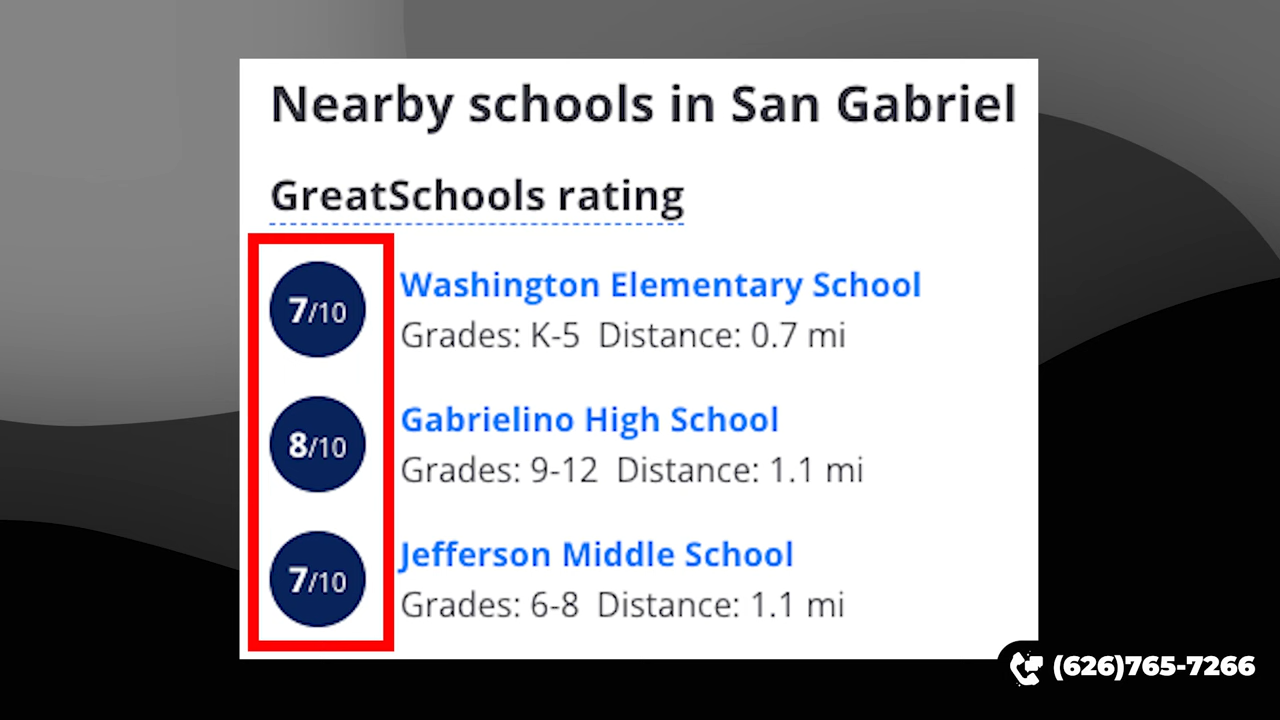 Nearby schools in San Gabriel
GreatSchools rating
7/10
Washington Elementary School
Grades: K-5 Distance: 0.7 mi
8/10
Gabrielino High School
Grades: 9-12 Distance: 1.1 mi
7/10
Jefferson Middle School
Grades: 6-8 Distance: 1.1 mi
(626)765-7266